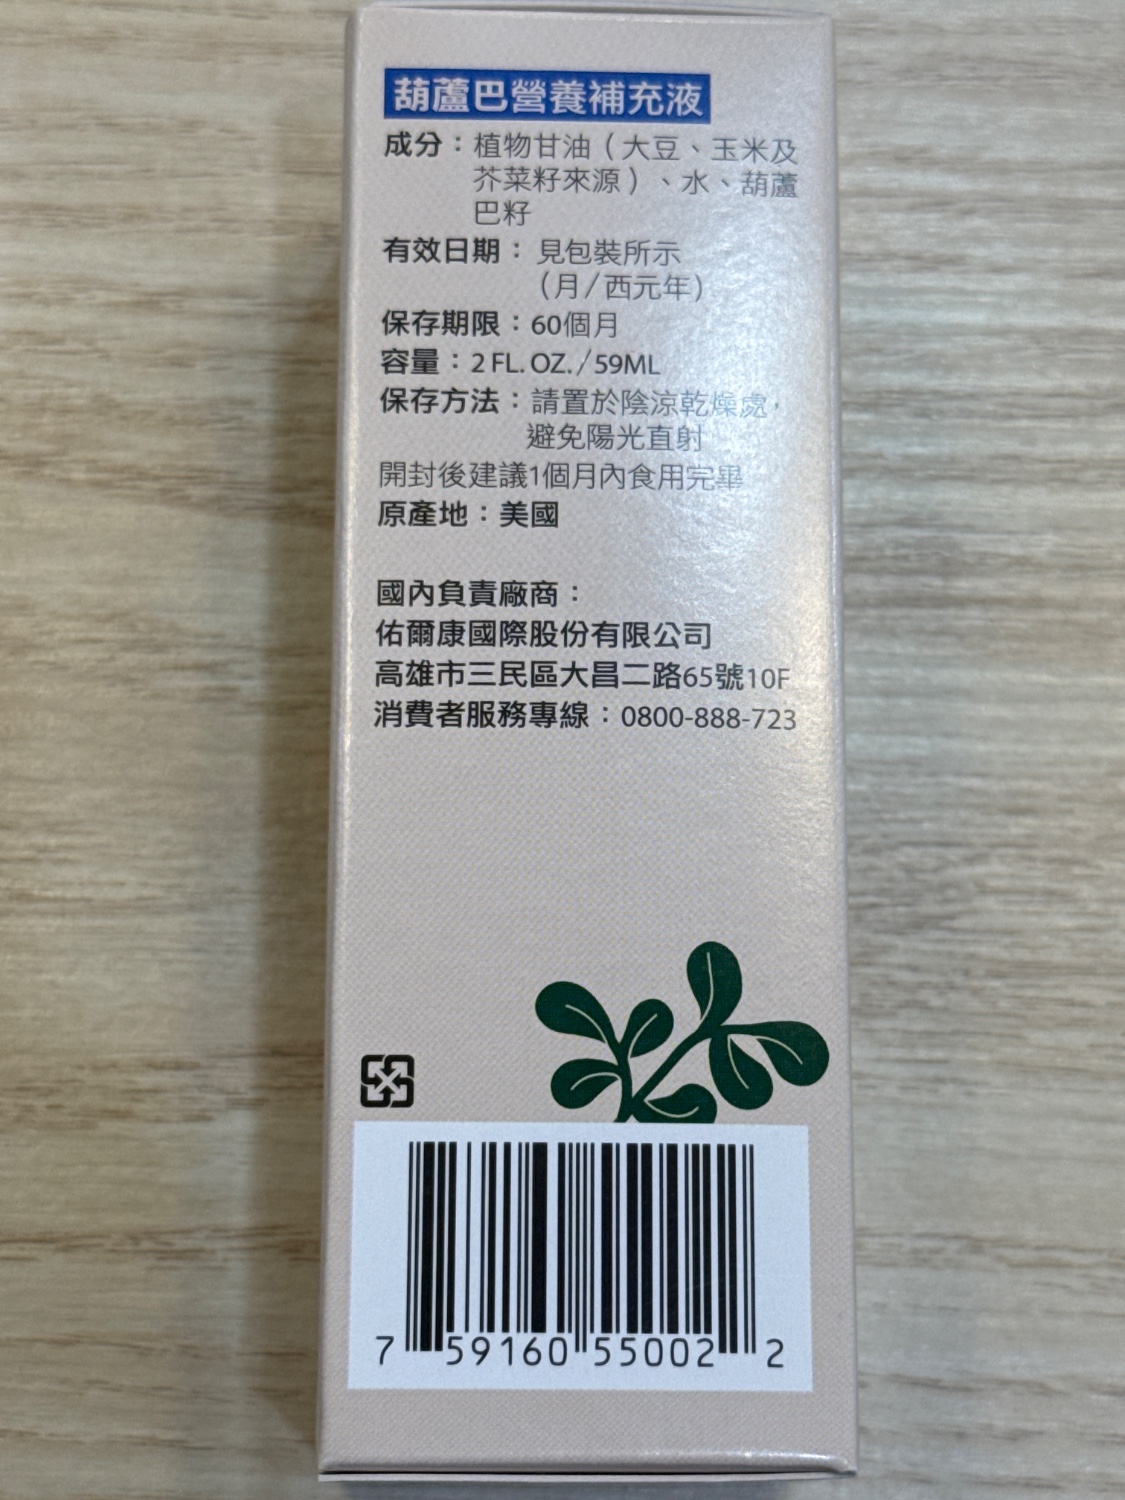 葫蘆巴營養補充液
成分：植物甘油（大豆、玉米及
芥菜籽來源）、水、葫蘆
巴籽
有效日期：見包裝所示
（月/西元年）
保存期限：60個月
容量：2 FL. OZ./59ML
保存方法：請置於陰涼乾燥處，
避免陽光直射
開封後建議1個月內食用完畢
原產地：美國
國內負責廠商：
佑爾康國際股份有限公司
高雄市三民區大昌二路65號10F
消費者服務專線：0800-888-723
7 59160 55002 2